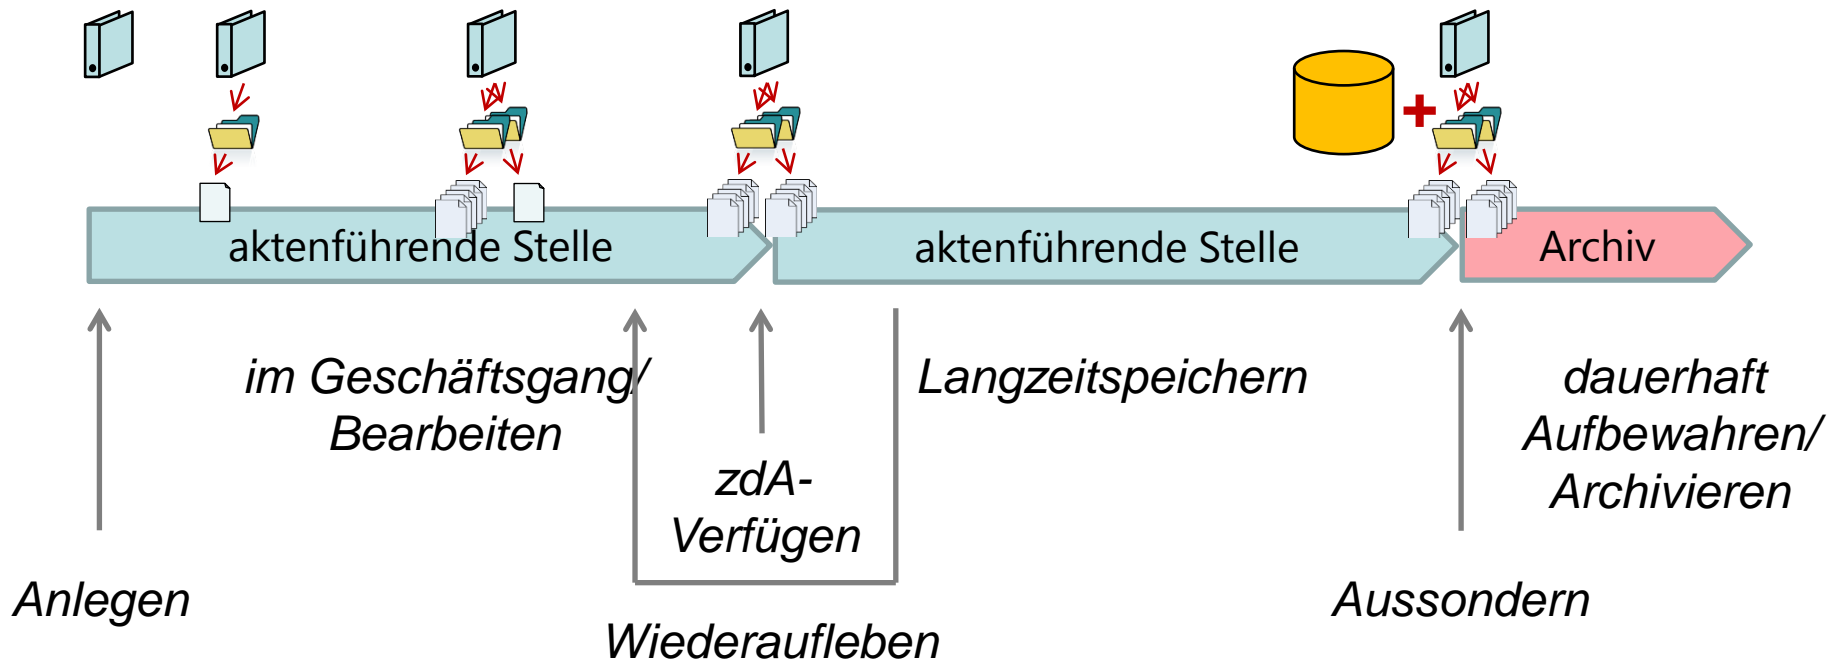 aktenführende Stelle
aktenführende Stelle
Archiv
im Geschäftsgang/
Bearbeiten
Langzeitspeichern
dauerhaft
Aufbewahren/
Archivieren
zdA-
Verfügen
Anlegen
Aussondern
Wiederaufleben